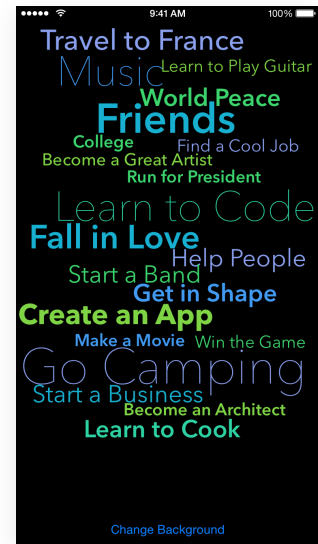 9:41 AM
100%
Travel to France
Music
Learn to Play Guitar
World Peace
Friends
College
Find a Cool Job
Become a Great Artist
Run for President
Learn to Code
Fall in Love
Help People
Start a Band
Get in Shape
Create an App
Make a Movie
Win the Game
Go Camping
Start a Business
Become an Architect
Learn to Cook
Change Background